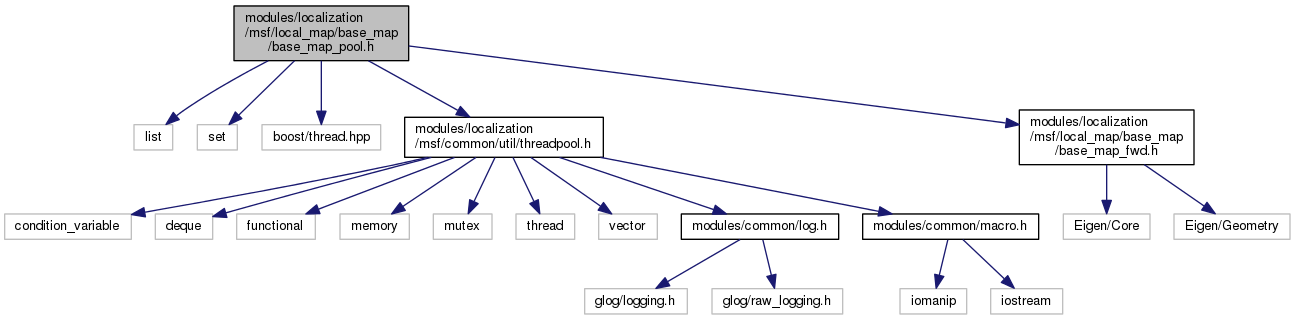 modules/localization
/msf/local_map/base_map
/base_map_pool.h
list
set
boost/thread.hpp
modules/localization
/msf/common/util/threadpool.h
modules/localization
/msf/local_map/base_map
/base_map_fwd.h
condition_variable
deque
functional
memory
mutex
thread
vector
modules/common/log.h
modules/common/macro.h
Eigen/Core
Eigen/Geometry
glog/logging.h
glog/raw_logging.h
iomanip
iostream